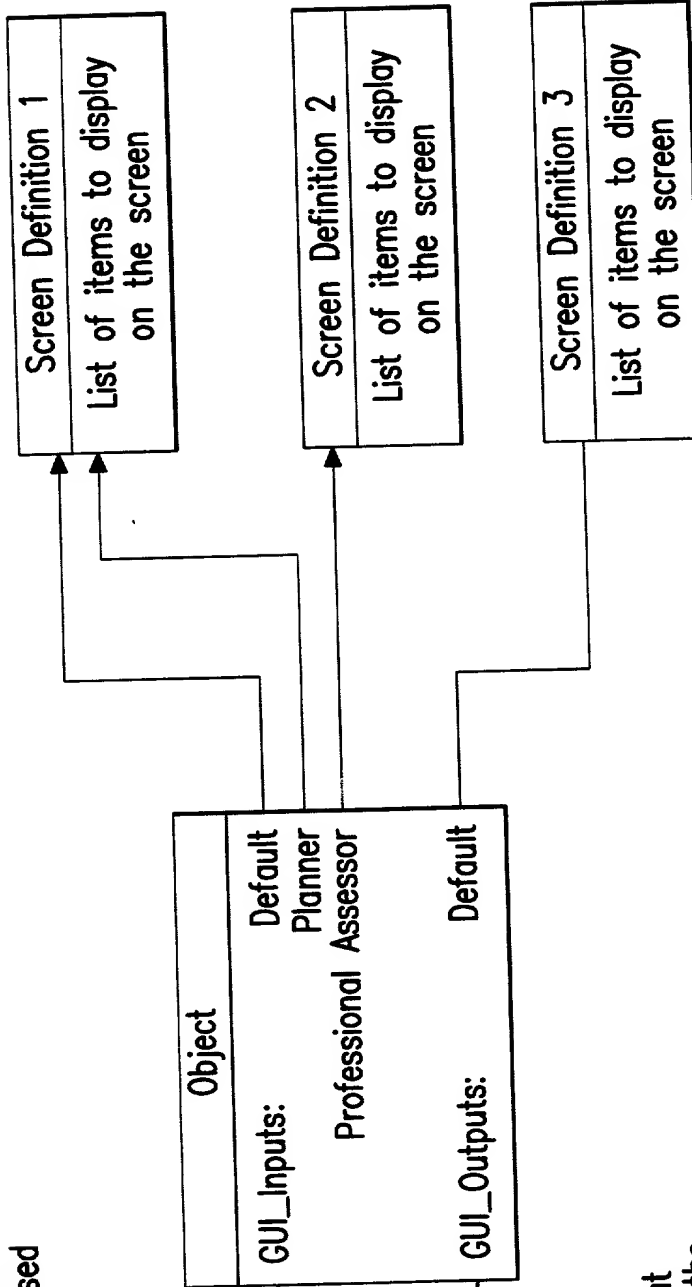 sed
Object
GUI_Inputs:
Default
Planner
Professional Assessor
GUI_Outputs:
Default
Screen Definition 1
List of items to display
on the screen
Screen Definition 2
List of items to display
on the screen
Screen Definition 3
List of items to display
on the screen
the